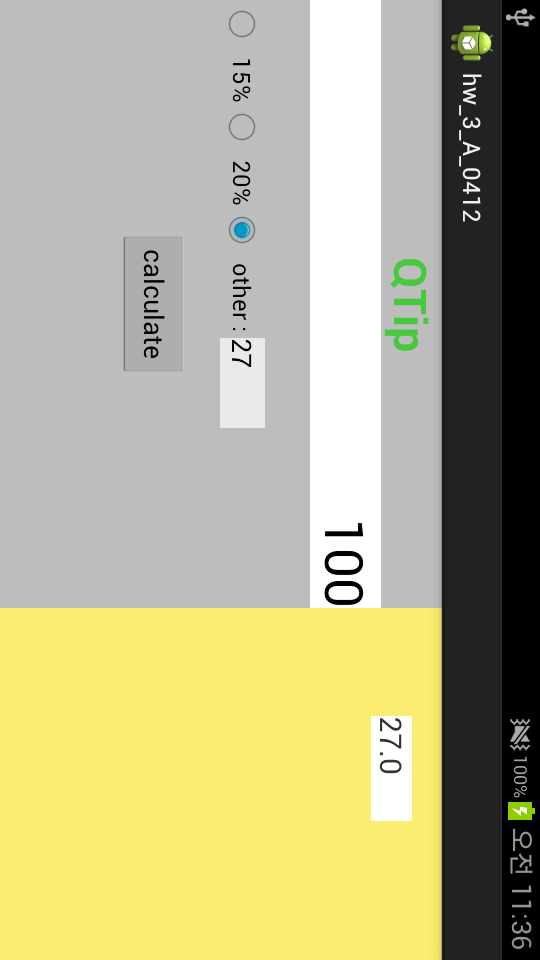 100% 오전 11:36
hw_3_A_0412
QTip
100
15% 20% other : 27
calculate
27.0